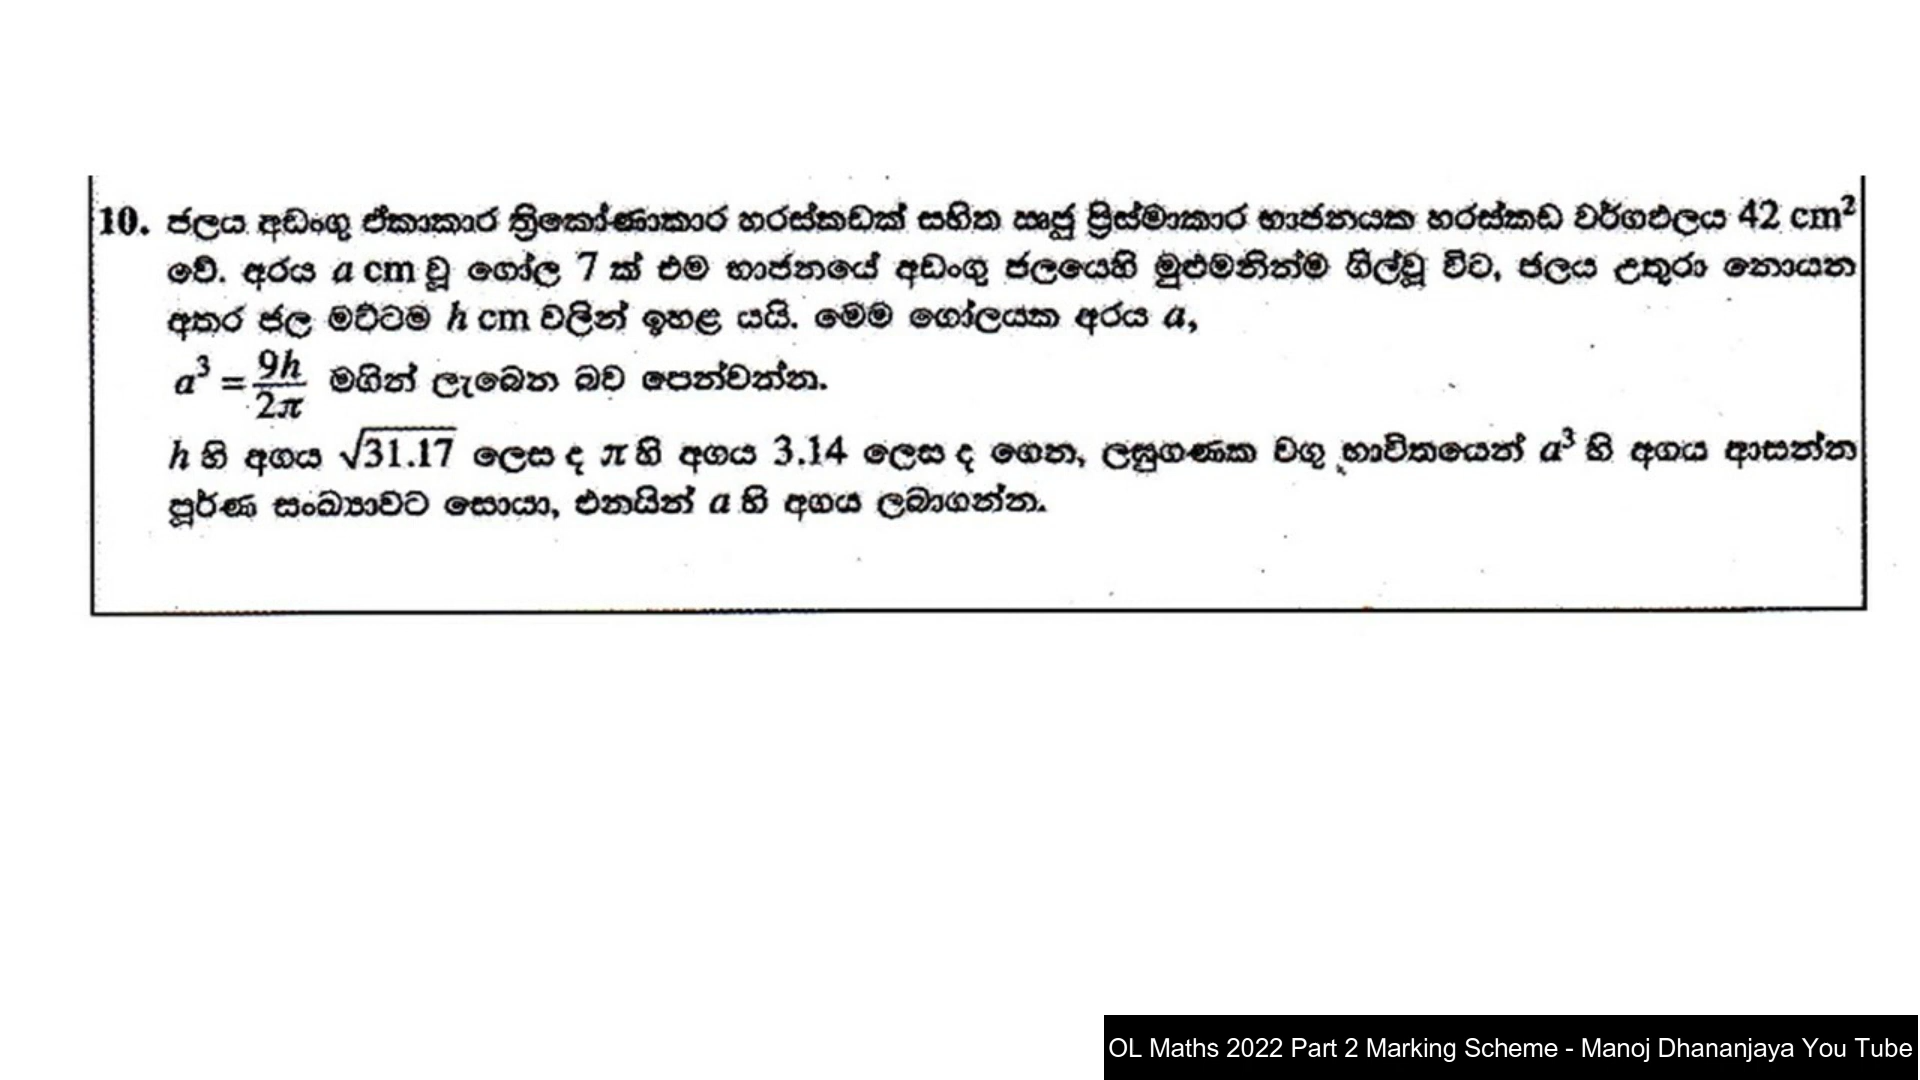 10. ජලය අඩංගු ඒකාකාර ත්‍රිකෝණාකාර හරස්කඩක් සහිත ඍජු ප්‍රිස්මාකාර භාජනයක හරස්කඩ වර්ගඵලය 42 cm²
වේ. අරය a cm වූ ගෝල 7 ක් එම භාජනයේ අඩංගු ජලයෙහි මුළුමනින්ම ගිල්වූ විට, ජලය උතුරා නොයන
අතර ජල මට්ටම h cm වලින් ඉහළ යයි. මෙම ගෝලයක අරය a,
a³ = 9h/2π මගින් ලැබෙන බව පෙන්වන්න.
h හි අගය √31.17 ලෙස ද π හි අගය 3.14 ලෙස ද ගෙන, ලඝුගණක වගු භාවිතයෙන් a³ හි අගය ආසන්න
පූර්ණ සංඛ්‍යාවට සොයා, එනයින් a හි අගය ලබාගන්න.
OL Maths 2022 Part 2 Marking Scheme - Manoj Dhananjaya You Tube